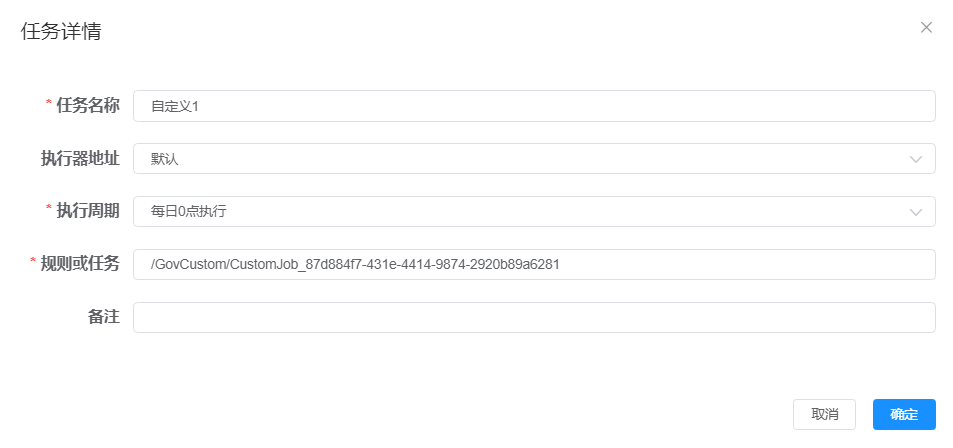 任务详情
* 任务名称 自定义1
执行器地址 默认
* 执行周期 每日0点执行
* 规则或任务 /GovCustom/CustomJob_87d884f7-431e-4414-9874-2920b89a6281
备注
取消 确定